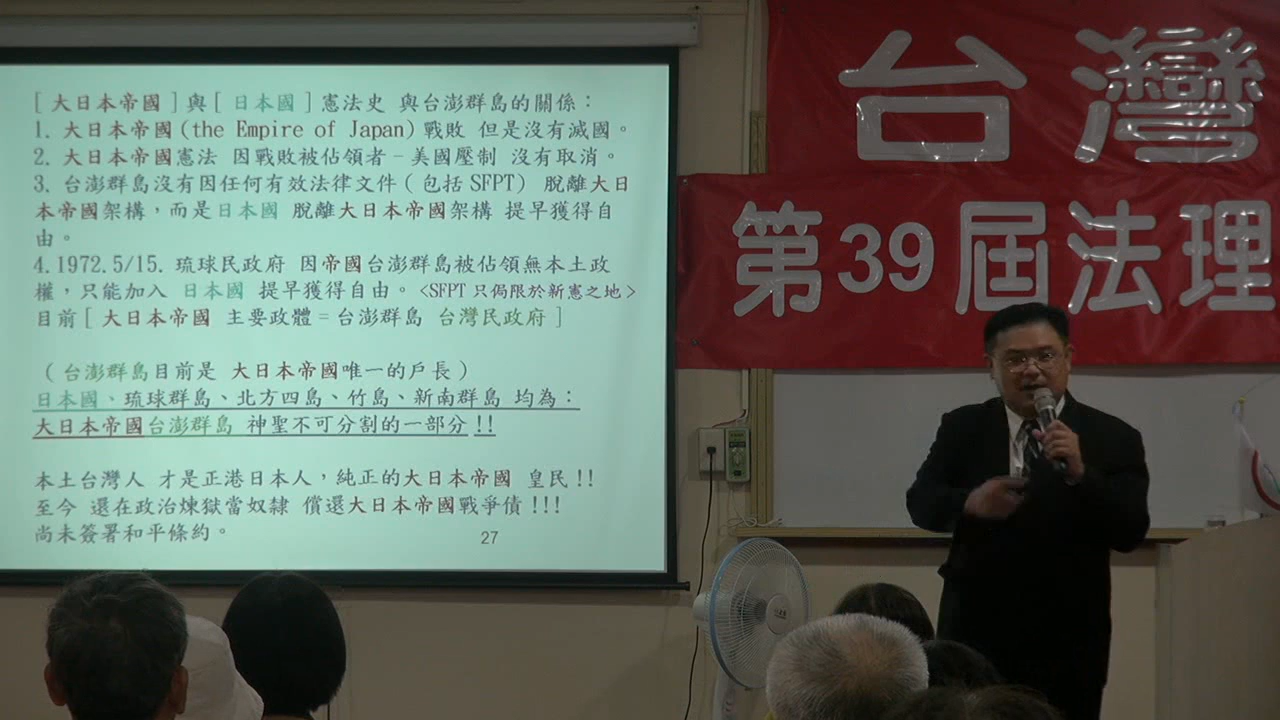 [ 大日本帝國 ] 與 [ 日本國 ] 憲法史 與台澎群島的關係：
1. 大日本帝國 (the Empire of Japan) 戰敗 但是沒有滅國。
2. 大日本帝國憲法 因戰敗被佔領者－美國壓制 沒有取消。
3. 台澎群島沒有因任何有效法律文件 ( 包括 SFPT) 脫離大日
本帝國架構，而是日本國 脫離大日本帝國架構 提早獲得自
由。
4.1972.5/15. 琉球民政府 因帝國台澎群島被佔領無本土政
權，只能加入 日本國 提早獲得自由。<SFPT 只侷限於新憲之地>
目前 [ 大日本帝國 主要政體＝台澎群島 台灣民政府 ]
( 台澎群島目前是 大日本帝國唯一的戶長 )
日本國、琉球群島、北方四島、竹島、新南群島 均為：
大日本帝國台澎群島 神聖不可分割的一部分 !!
本土台灣人 才是正港日本人，純正的大日本帝國 皇民 !!
至今 還在政治煉獄當奴隸 償還大日本帝國戰爭債 !!!
尚未簽署和平條約。
27
台灣
第39屆法理